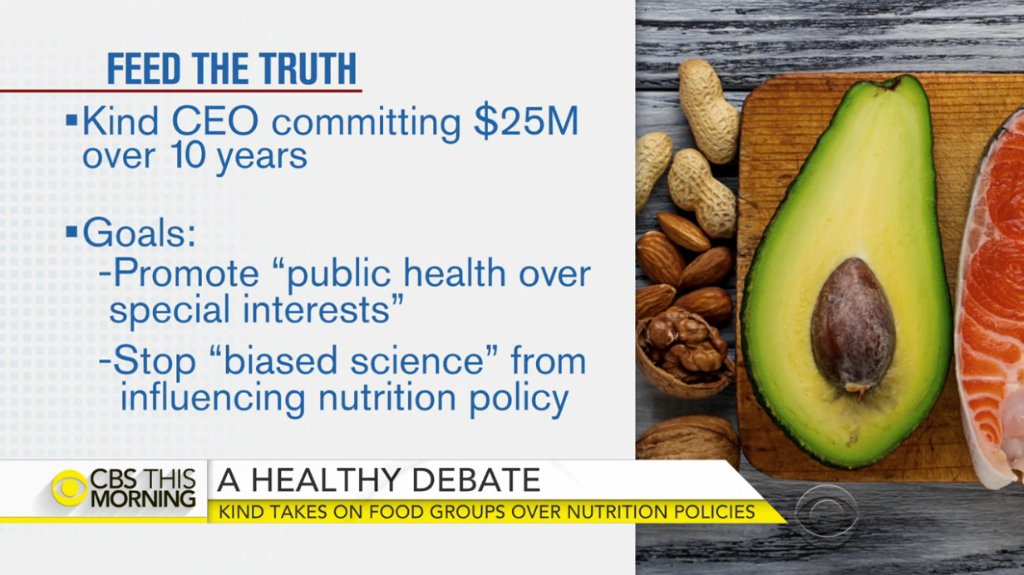 FEED THE TRUTH
▪Kind CEO committing $25M
over 10 years
▪Goals:
-Promote “public health over
special interests”
-Stop “biased science” from
influencing nutrition policy
CBS THIS
MORNING
A HEALTHY DEBATE
KIND TAKES ON FOOD GROUPS OVER NUTRITION POLICIES